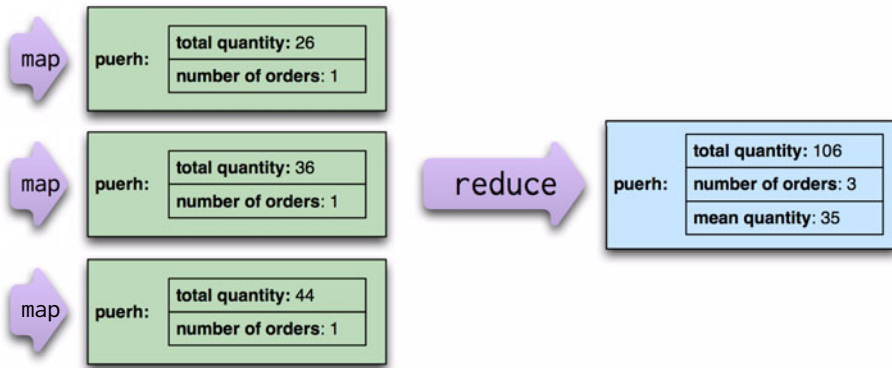 map
puerh:
total quantity: 26
number of orders: 1
map
puerh:
total quantity: 36
number of orders: 1
map
puerh:
total quantity: 44
number of orders: 1
reduce
puerh:
total quantity: 106
number of orders: 3
mean quantity: 35